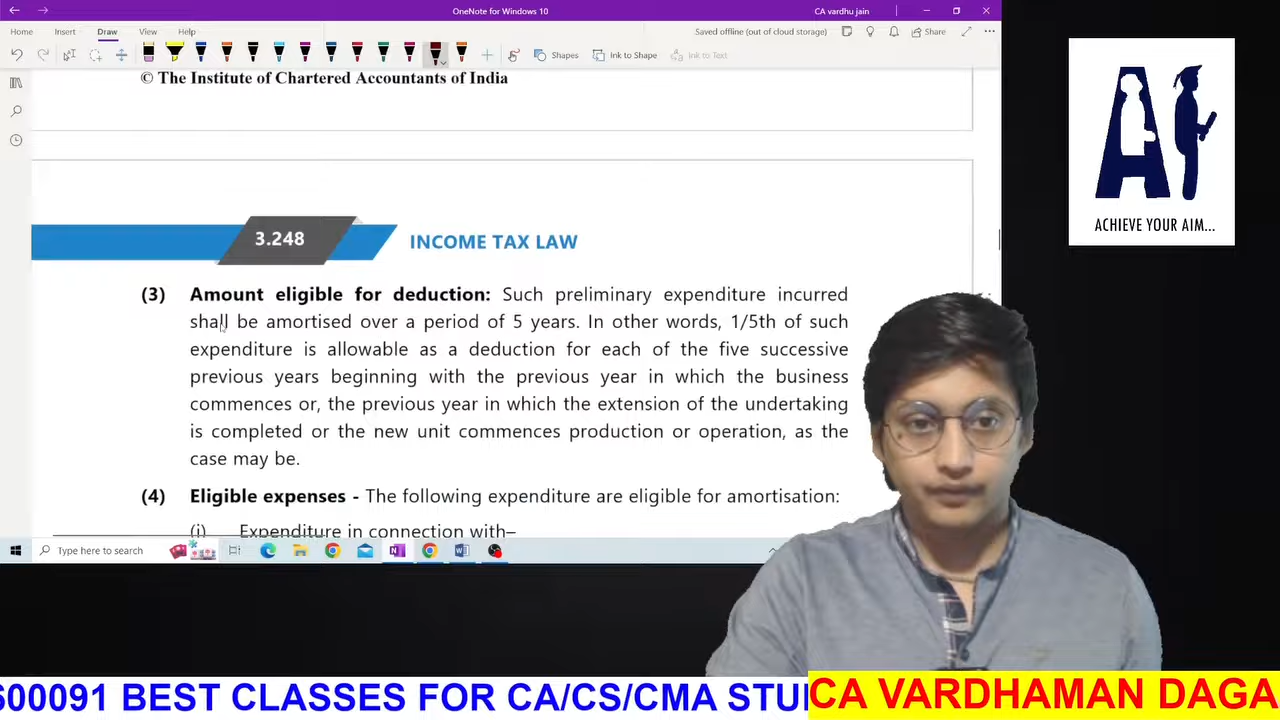 OneNote for Windows 10
CA vardhu jain
Home Insert Draw View Help
Saved offline (out of cloud storage) Share
Shapes Ink to Shape Ink to Text
© The Institute of Chartered Accountants of India
3.248 INCOME TAX LAW
(3) Amount eligible for deduction: Such preliminary expenditure incurred
shall be amortised over a period of 5 years. In other words, 1/5th of such
expenditure is allowable as a deduction for each of the five successive
previous years beginning with the previous year in which the business
commences or, the previous year in which the extension of the undertaking
is completed or the new unit commences production or operation, as the
case may be.
(4) Eligible expenses - The following expenditure are eligible for amortisation:
(i) Expenditure in connection with–
Type here to search
ACHIEVE YOUR AIM...
600091 BEST CLASSES FOR CA/CS/CMA STU
CA VARDHAMAN DAGA